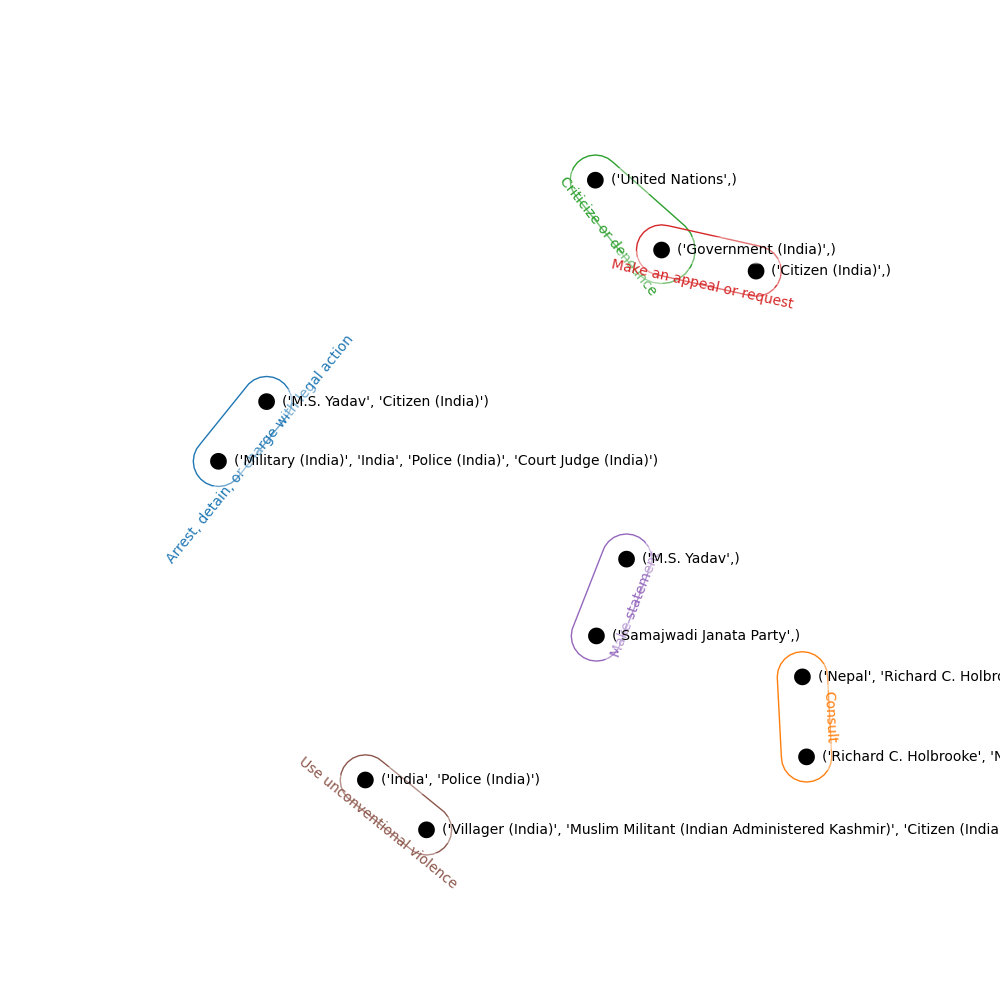 ('United Nations',)
Criticize or denounce
('Government (India)',)
('Citizen (India)',)
Make an appeal or request
Arrest, detain, or charge with legal action
('M.S. Yadav', 'Citizen (India)')
('Military (India)', 'India', 'Police (India)', 'Court Judge (India)')
('M.S. Yadav',)
Make statement
('Samajwadi Janata Party',)
('Nepal', 'Richard C.
Consult
('Richard C. Holbrooke',
('India', 'Police (India)')
Use unconventional violence
('Villager (India)', 'Muslim Militant (Indian Administered Kashmir)', 'Citizen